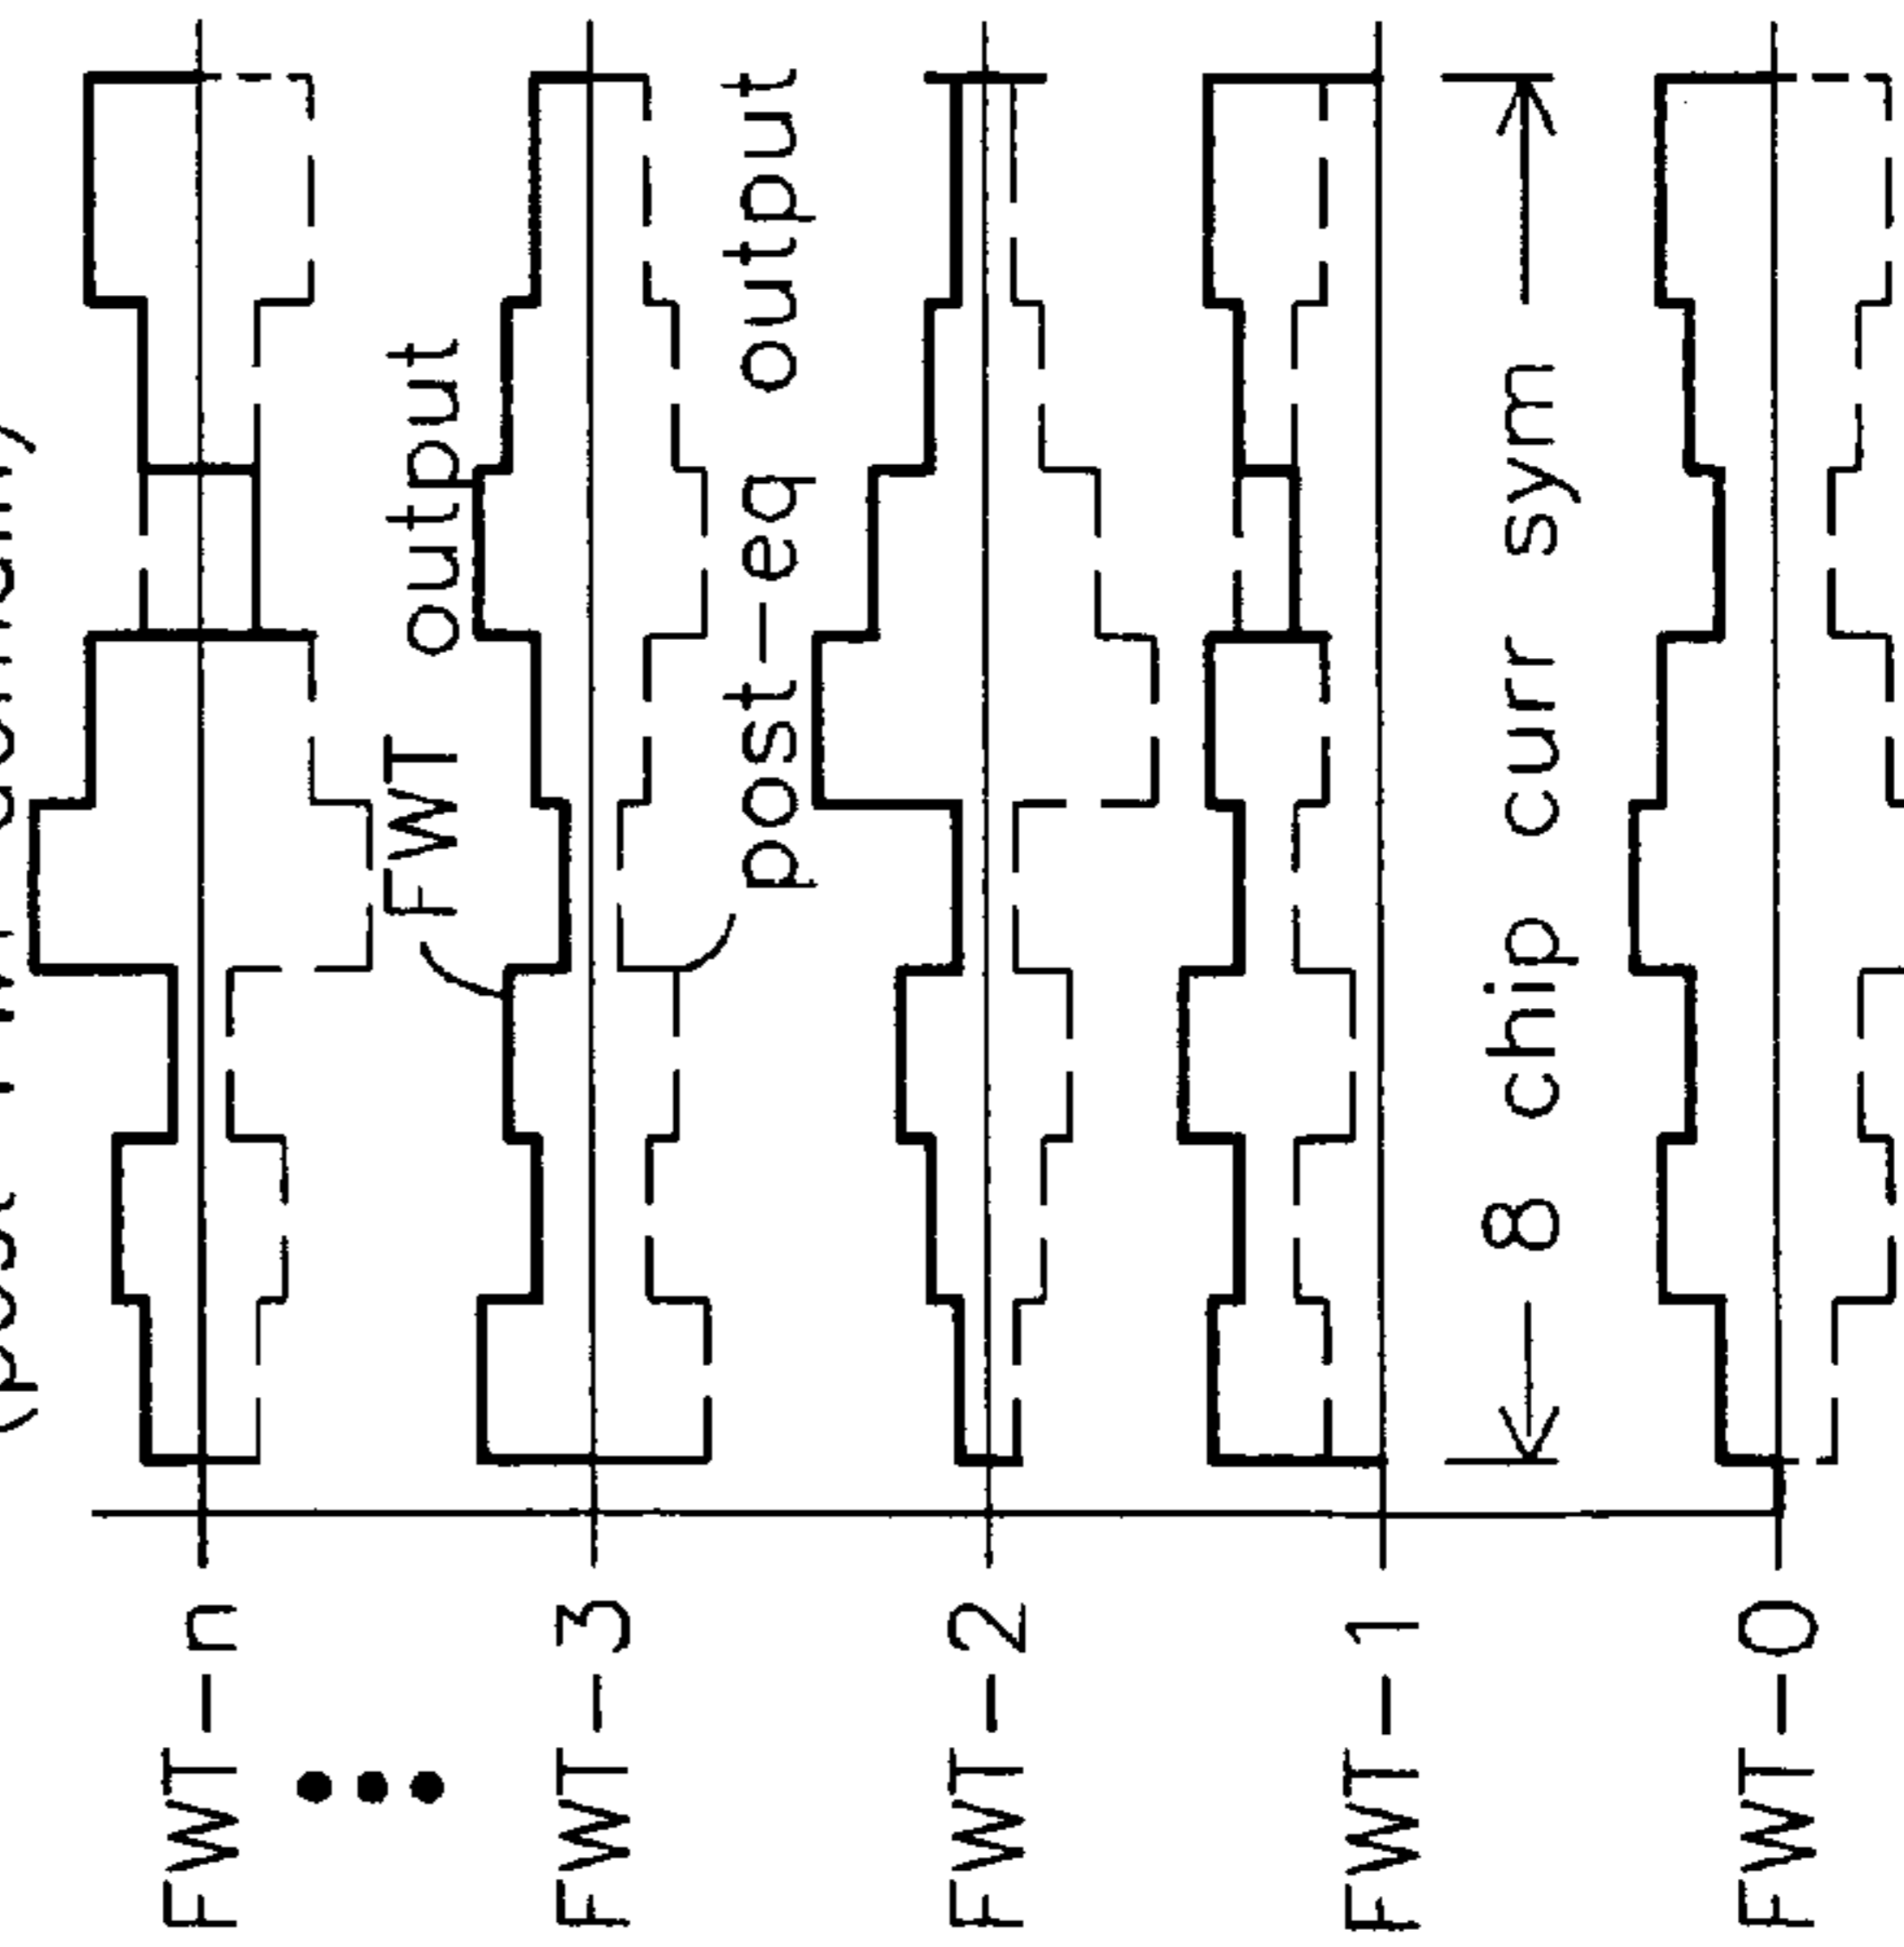 FWT-n
FWT output
FWT-3
post-eq output
FWT-2
FWT-1
8 chip curr sym
FWT-0